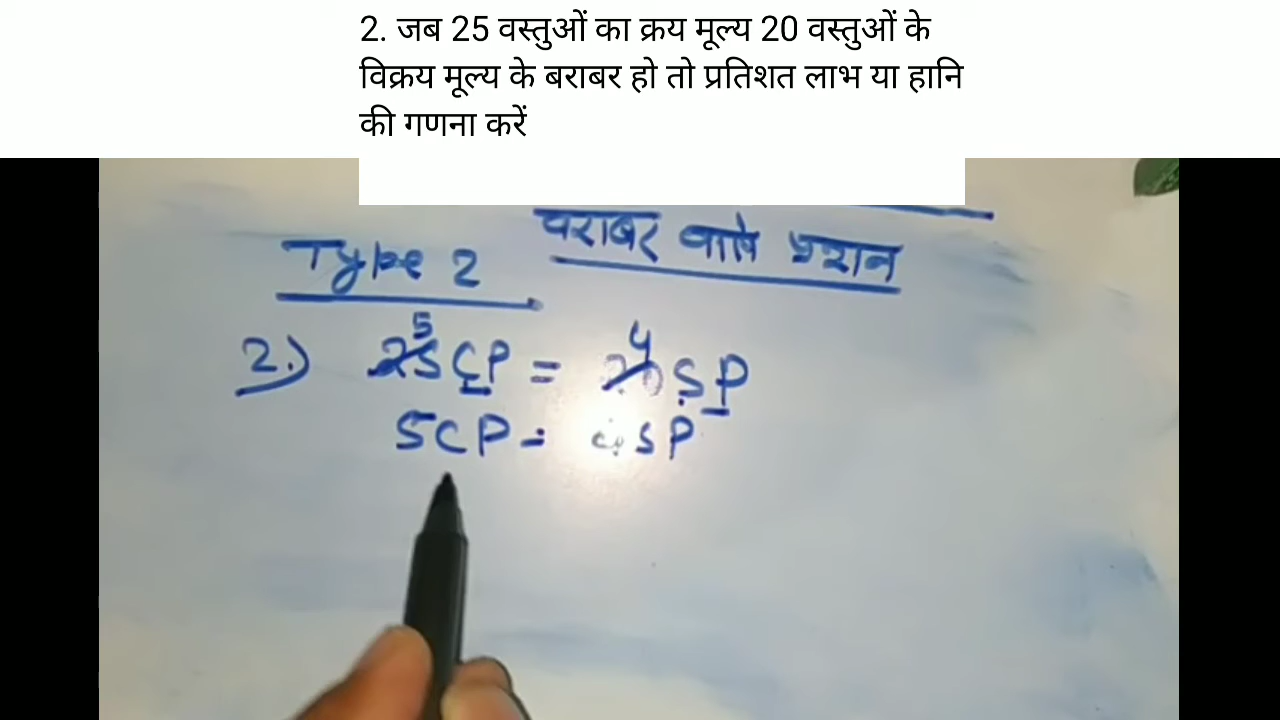 2. जब 25 वस्तुओं का क्रय मूल्य 20 वस्तुओं के
विक्रय मूल्य के बराबर हो तो प्रतिशत लाभ या हानि
की गणना करें
बराबर वाले प्रशन
Type 2
5 4
2.) 25 CP = 20 SP
5CP = SP